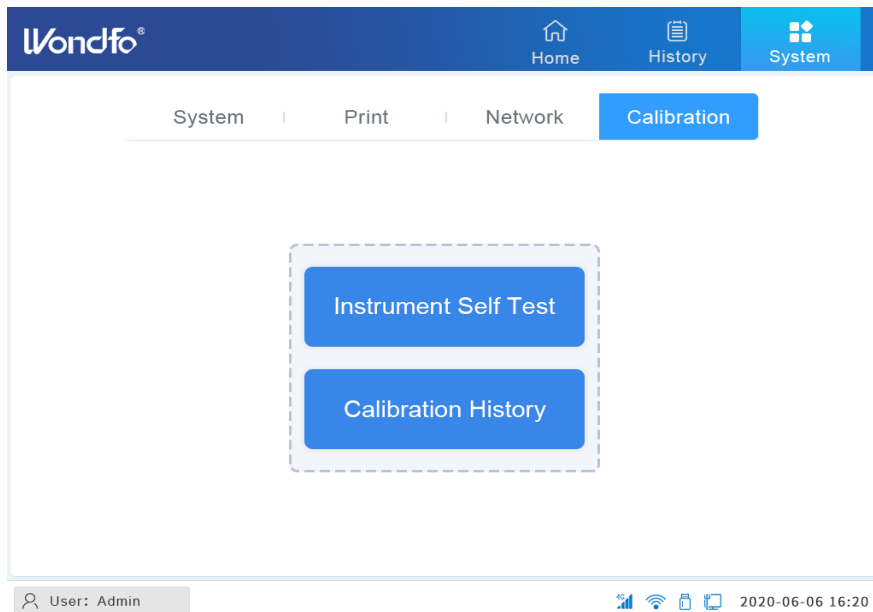 Wondfo®
Home
History
System
System
Print
Network
Calibration
Instrument Self Test
Calibration History
User: Admin
4G
2020-06-06 16:20